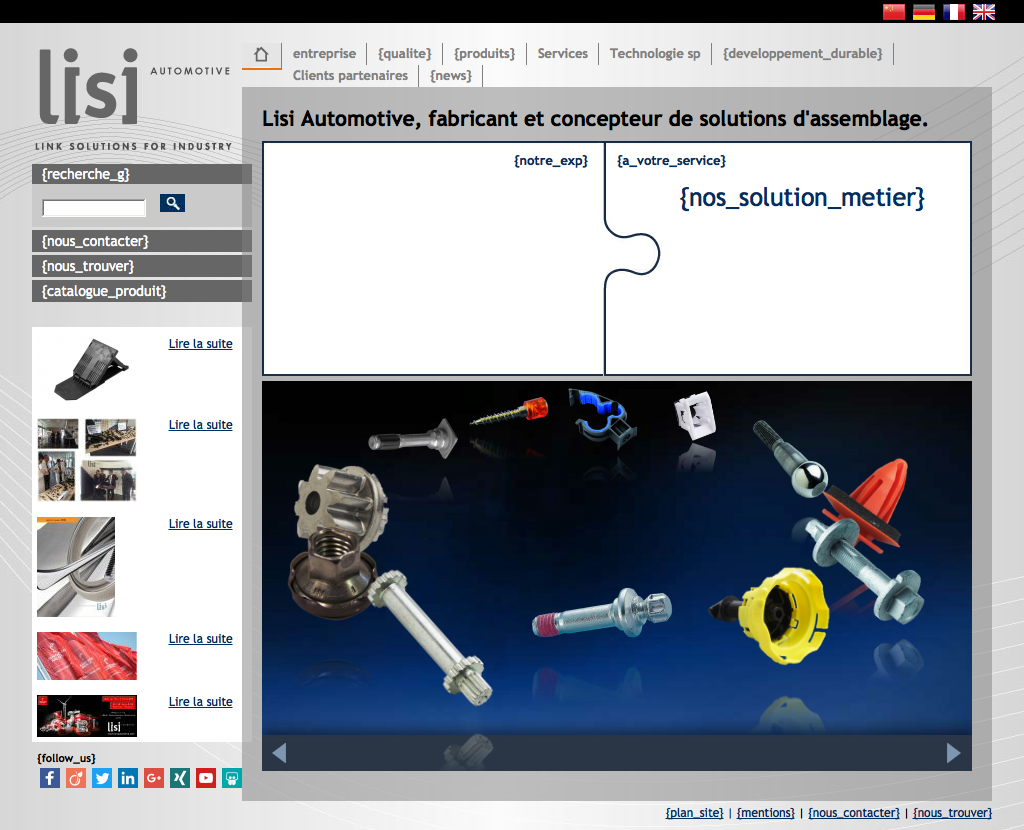 lisi AUTOMOTIVE
LINK SOLUTIONS FOR INDUSTRY
entreprise {qualite} {produits} Services Technologie sp {developpement_durable}
Clients partenaires {news}
{recherche_g}
{nous_contacter}
{nous_trouver}
{catalogue_produit}
Lire la suite
Lire la suite
Lire la suite
Lire la suite
Lire la suite
lisi
{follow_us}
Lisi Automotive, fabricant et concepteur de solutions d'assemblage.
{notre_exp} {a_votre_service}
{nos_solution_metier}
{plan_site} | {mentions} | {nous_contacter} | {nous_trouver}